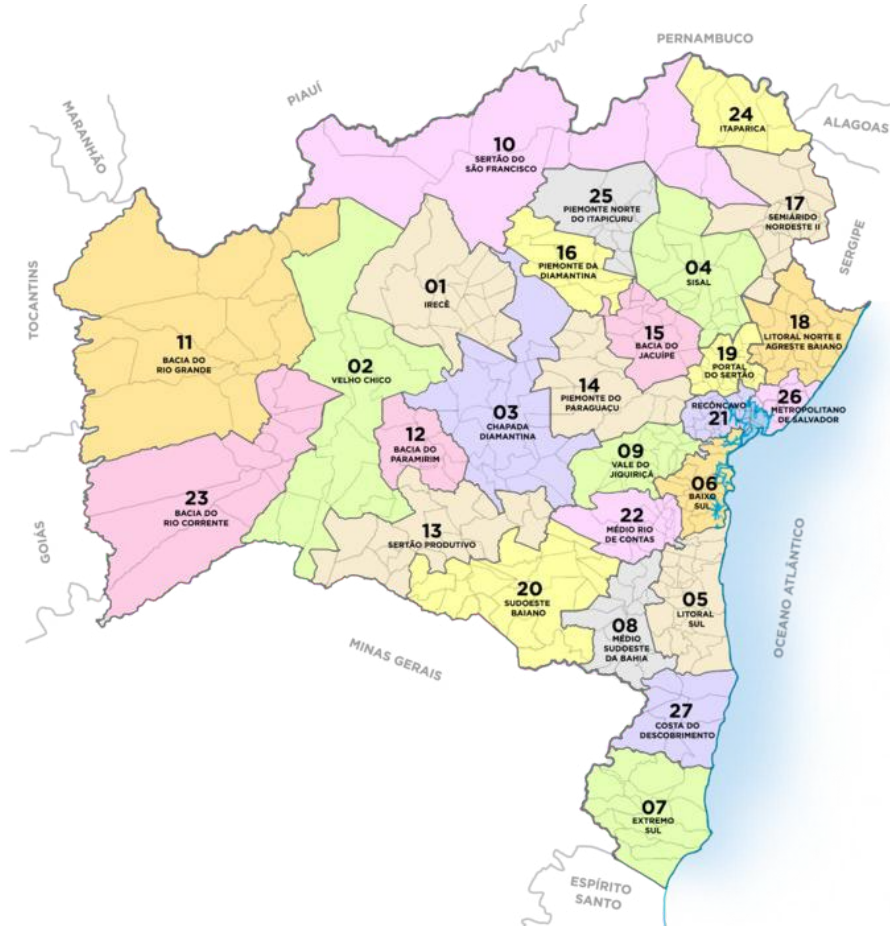 PERNAMBUCO
PIAUÍ
MARANHÃO
24
ITAPARICA
ALAGOAS
10
SERTÃO DO
SÃO FRANCISCO
25
PIEMONTE NORTE
DO ITAPICURU
17
SEMIÁRIDO
NORDESTE II
SERGIPE
16
PIEMONTE DA
DIAMANTINA
04
SISAL
TOCANTINS
01
IRECÊ
18
LITORAL NORTE E
AGRESTE BAIANO
11
BACIA DO
RIO GRANDE
15
BACIA DO
JACUÍPE
19
PORTAL
DO SERTÃO
02
VELHO CHICO
14
PIEMONTE DO
PARAGUAÇU
26
METROPOLITANO
DE SALVADOR
RECÔNCAVO
21
03
CHAPADA
DIAMANTINA
12
BACIA DO
PARAMIRIM
09
VALE DO
JIQUIRIÇÁ
06
BAIXO
SUL
23
BACIA DO
RIO CORRENTE
22
MÉDIO RIO
DE CONTAS
13
SERTÃO PRODUTIVO
GOIÁS
OCEANO ATLÂNTICO
20
SUDOESTE
BAIANO
05
LITORAL
SUL
08
MÉDIO
SUDOESTE
DA BAHIA
MINAS GERAIS
27
COSTA DO
DESCOBRIMENTO
07
EXTREMO
SUL
ESPÍRITO
SANTO